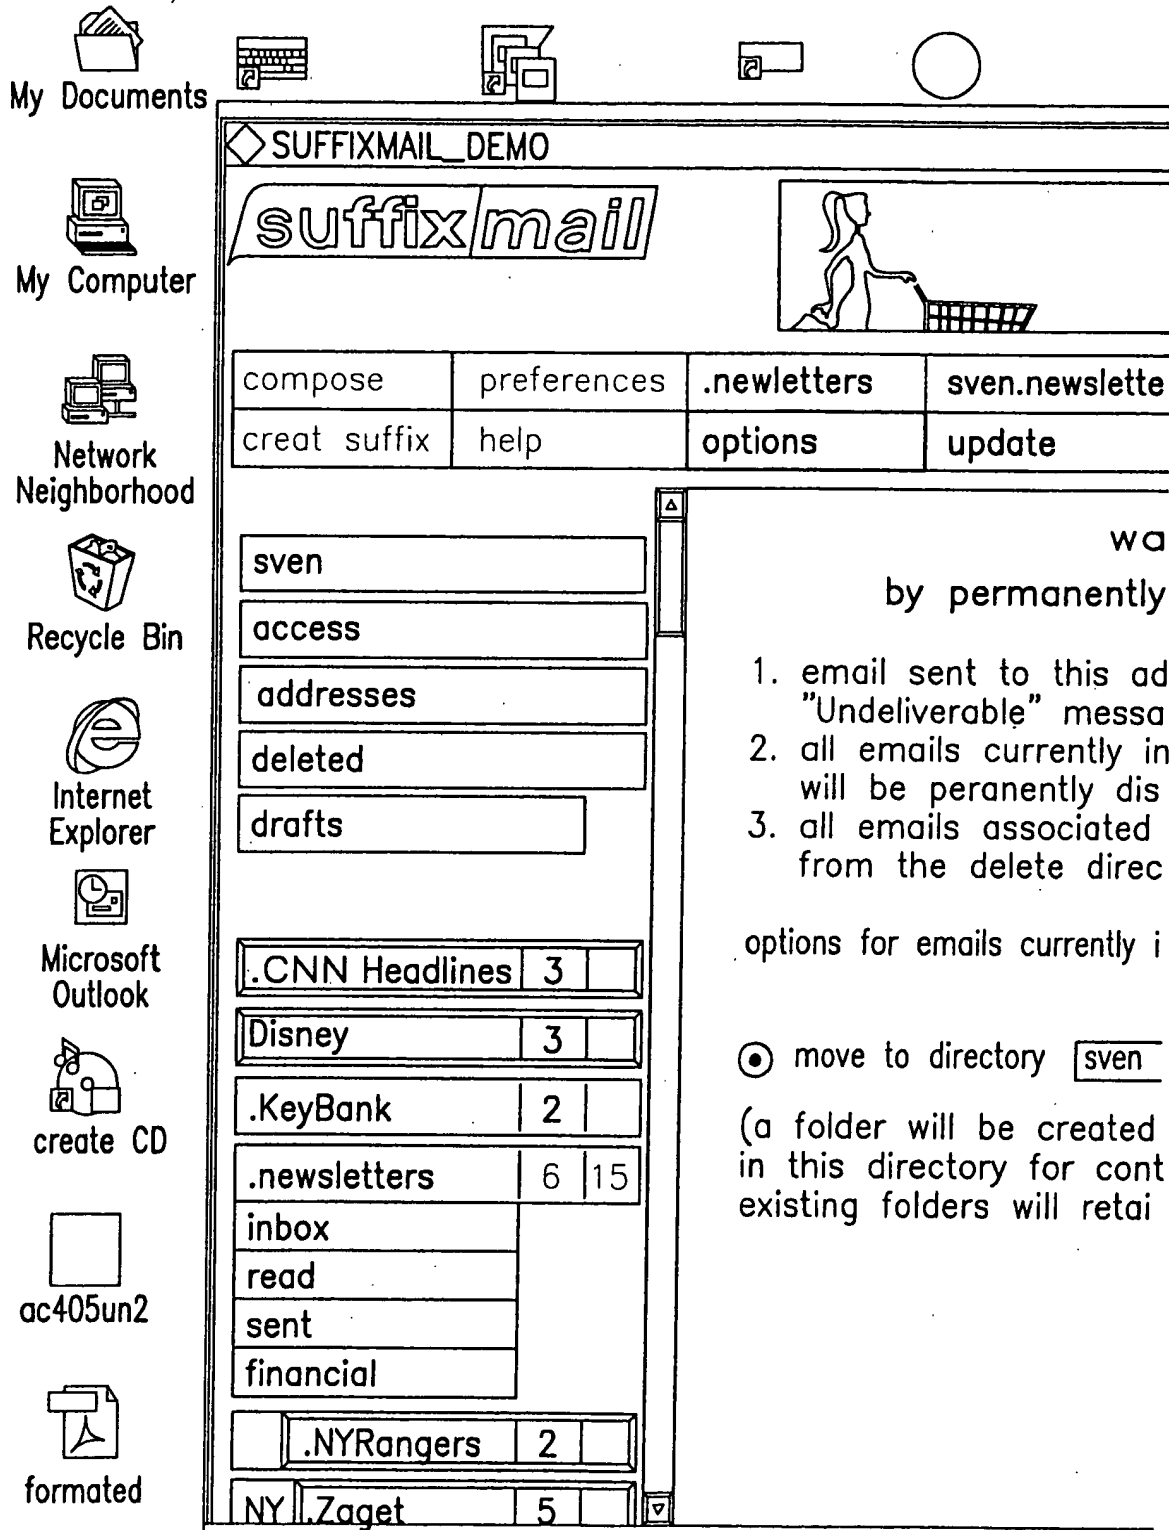 My Documents
My Computer
Network
Neighborhood
Recycle Bin
Internet
Explorer
Microsoft
Outlook
create CD
ac405un2
formated
SUFFIXMAIL_DEMO
suffix mail
compose preferences .newletters sven.newslette
creat suffix help options update
sven
access
addresses
deleted
drafts
.CNN Headlines 3
Disney 3
.KeyBank 2
.newsletters 6 15
inbox
read
sent
financial
.NYRangers 2
NY .Zaget 5
wa
by permanently
1. email sent to this ad
"Undeliverable" messa
2. all emails currently in
will be peranently dis
3. all emails associated
from the delete direc
options for emails currently i
move to directory sven
(a folder will be created
in this directory for cont
existing folders will retai